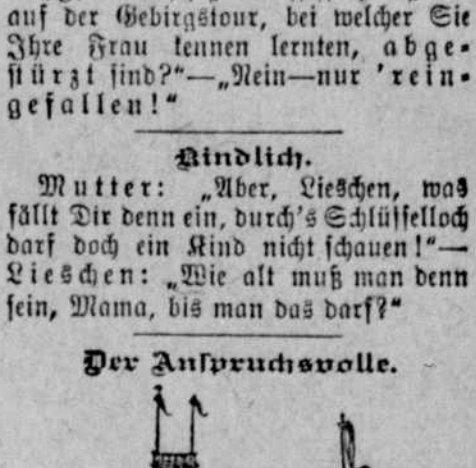 auf der Gebirgstour, bei welcher Sie
Ihre Frau kennen lernten, abge-
stürzt sind?“—„Nein—nur ’rein-
gefallen!“
Kindlich.
Mutter: „Aber, Lieschen, was
fällt Dir denn ein, durch’s Schlüsselloch
darf doch ein Kind nicht schauen!“—
Lieschen: „Wie alt muß man denn
sein, Mama, bis man das darf?“
Der Anspruchsvolle.